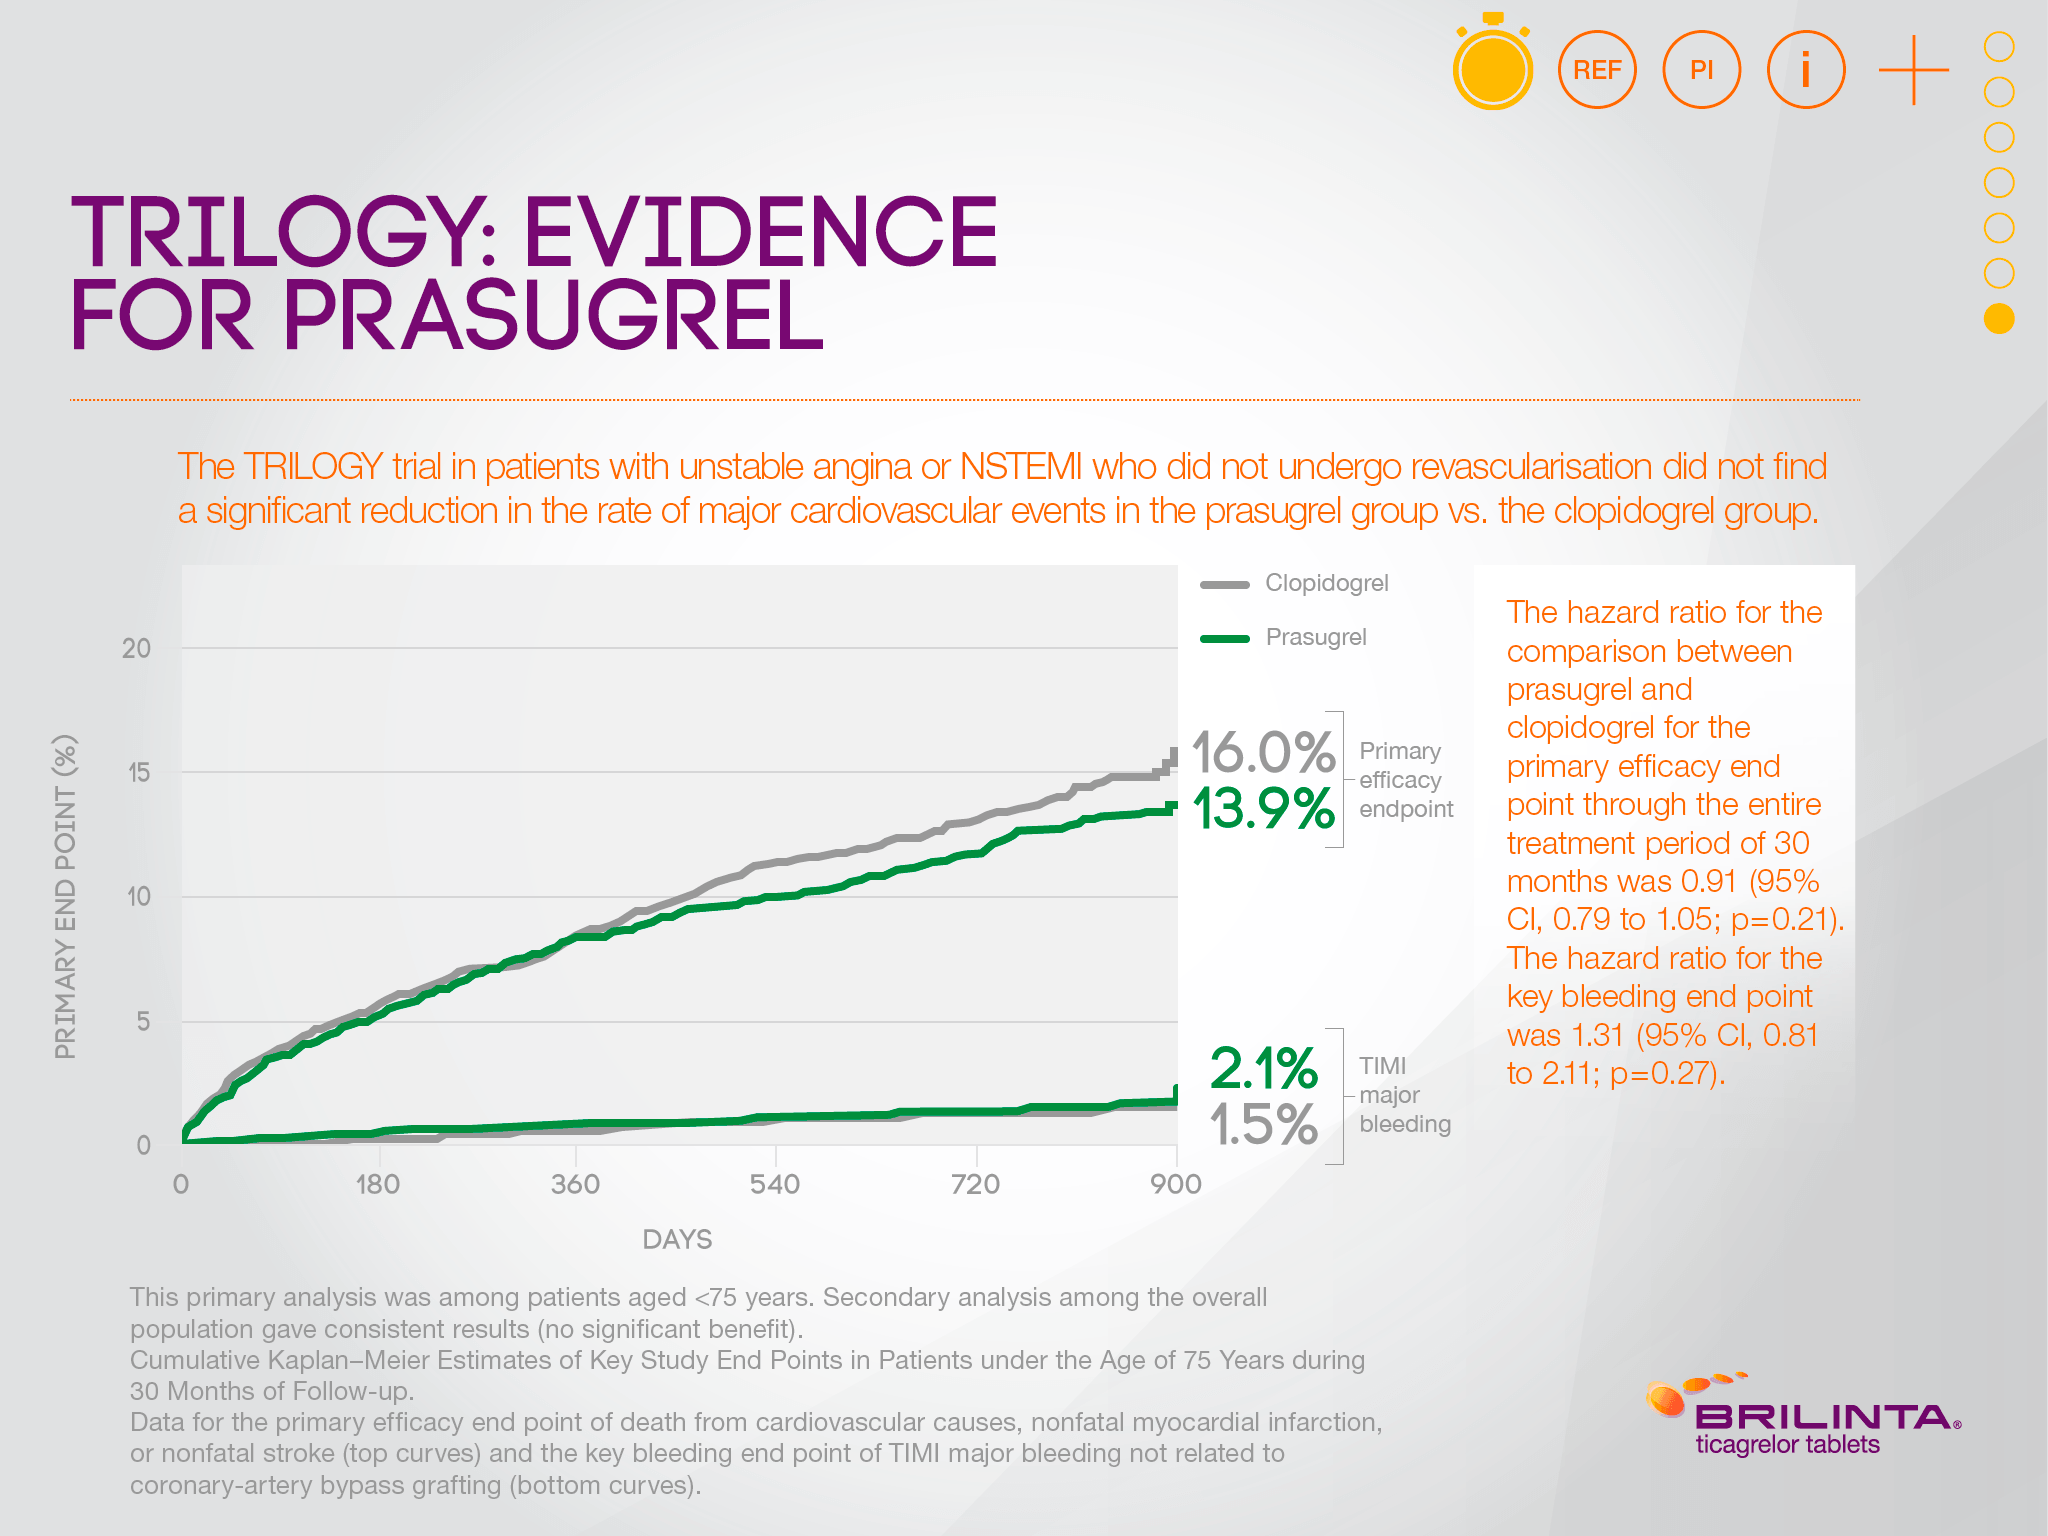 REF
PI
i
TRILOGY: EVIDENCE
FOR PRASUGREL
The TRILOGY trial in patients with unstable angina or NSTEMI who did not undergo revascularisation did not find
a significant reduction in the rate of major cardiovascular events in the prasugrel group vs. the clopidogrel group.
PRIMARY END POINT (%)
20
15
10
5
0
0
180
360
540
720
900
DAYS
Clopidogrel
Prasugrel
16.0%
13.9%
Primary
efficacy
endpoint
2.1%
1.5%
TIMI
major
bleeding
The hazard ratio for the
comparison between
prasugrel and
clopidogrel for the
primary efficacy end
point through the entire
treatment period of 30
months was 0.91 (95%
CI, 0.79 to 1.05; p=0.21).
The hazard ratio for the
key bleeding end point
was 1.31 (95% CI, 0.81
to 2.11; p=0.27).
This primary analysis was among patients aged <75 years. Secondary analysis among the overall
population gave consistent results (no significant benefit).
Cumulative Kaplan–Meier Estimates of Key Study End Points in Patients under the Age of 75 Years during
30 Months of Follow-up.
Data for the primary efficacy end point of death from cardiovascular causes, nonfatal myocardial infarction,
or nonfatal stroke (top curves) and the key bleeding end point of TIMI major bleeding not related to
coronary-artery bypass grafting (bottom curves).
BRILINTA®
ticagrelor tablets